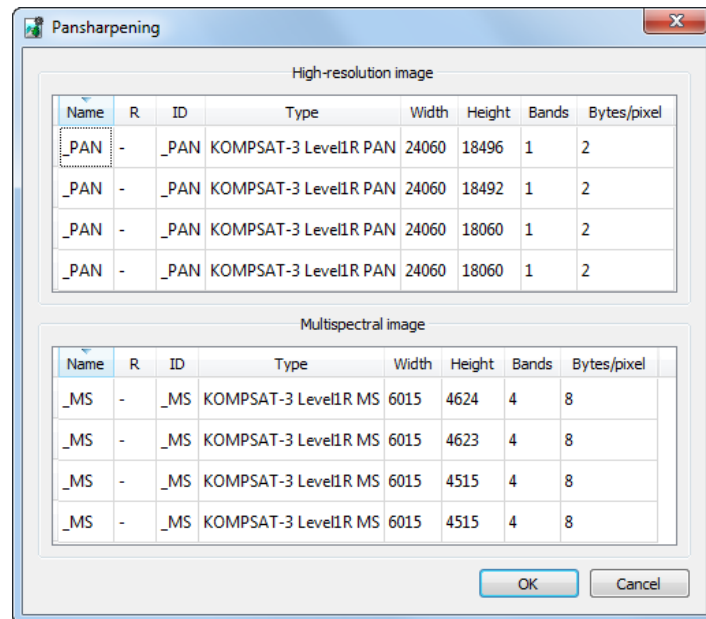 Pansharpening
High-resolution image
Name R ID Type Width Height Bands Bytes/pixel
_PAN - _PAN KOMPSAT-3 Level1R PAN 24060 18496 1 2
_PAN - _PAN KOMPSAT-3 Level1R PAN 24060 18492 1 2
_PAN - _PAN KOMPSAT-3 Level1R PAN 24060 18060 1 2
_PAN - _PAN KOMPSAT-3 Level1R PAN 24060 18060 1 2
Multispectral image
Name R ID Type Width Height Bands Bytes/pixel
_MS - _MS KOMPSAT-3 Level1R MS 6015 4624 4 8
_MS - _MS KOMPSAT-3 Level1R MS 6015 4623 4 8
_MS - _MS KOMPSAT-3 Level1R MS 6015 4515 4 8
_MS - _MS KOMPSAT-3 Level1R MS 6015 4515 4 8
OK Cancel